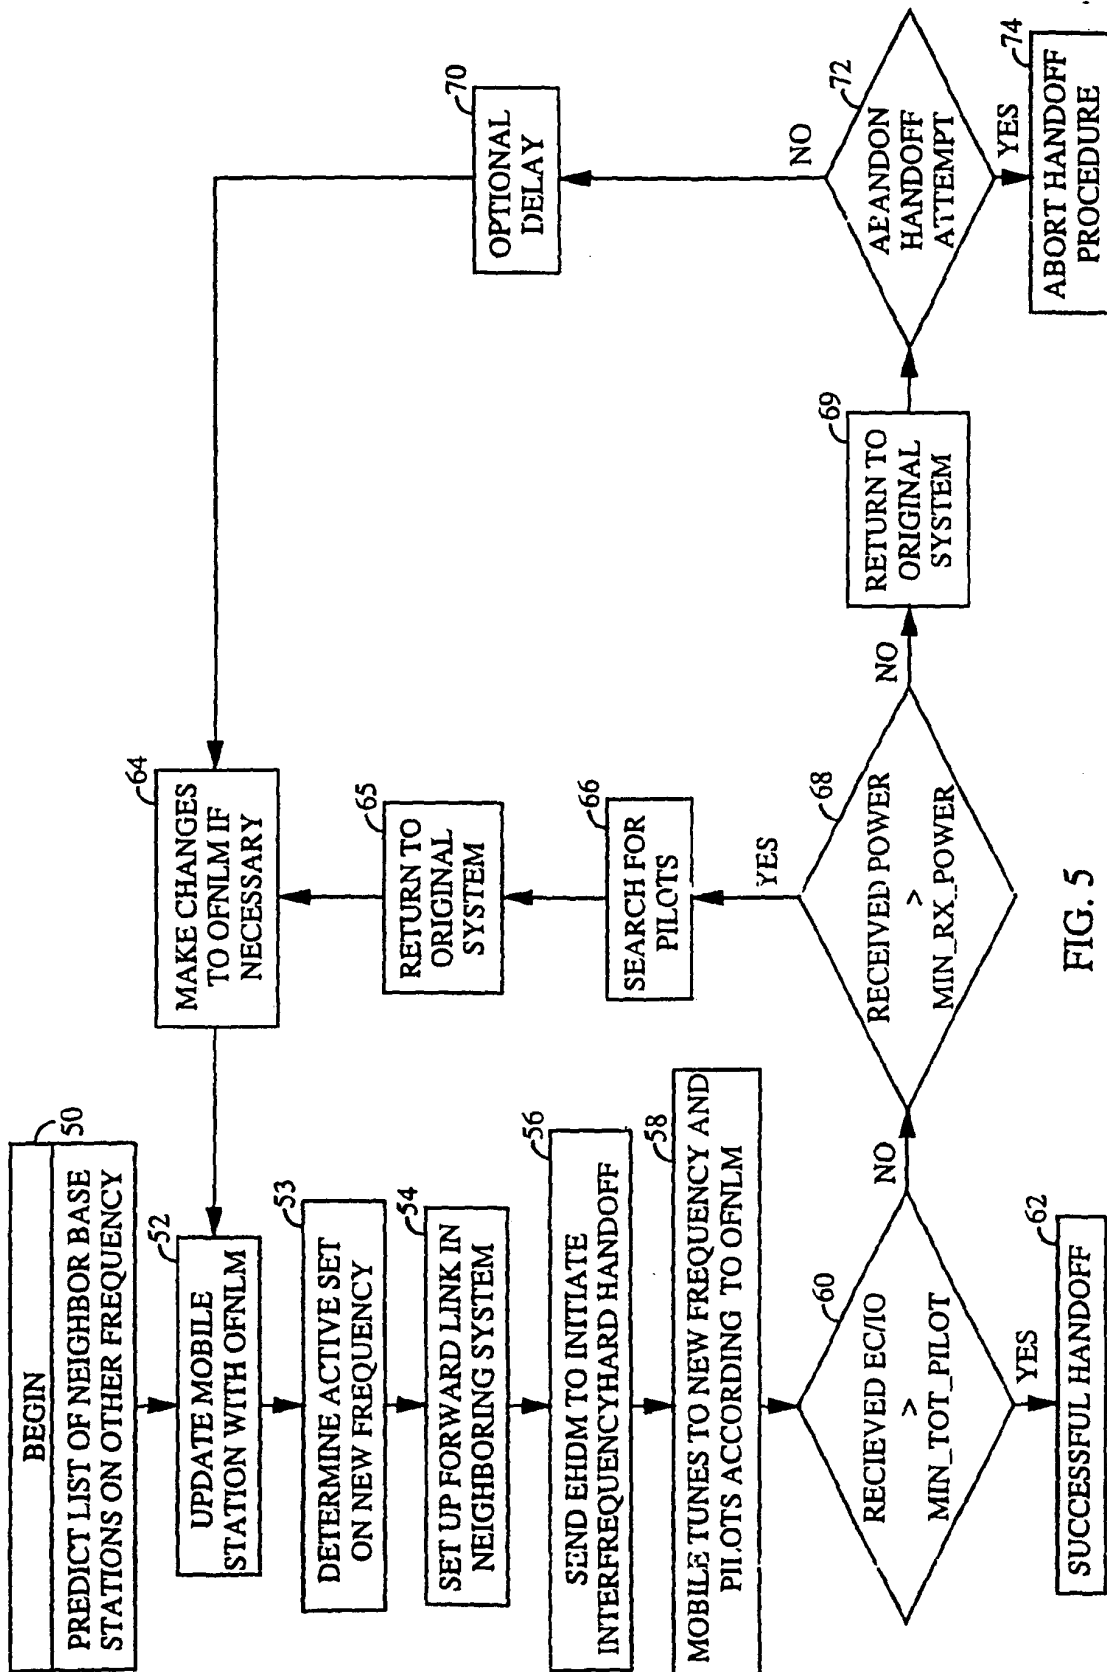 BEGIN
50
PREDICT LIST OF NEIGHBOR BASE
STATIONS ON OTHER FREQUENCY
52
UPDATE MOBILE
STATION WITH OFNLM
53
DETERMINE ACTIVE SET
ON NEW FREQUENCY
54
SET UP FORWARD LINK IN
NEIGHBORING SYSTEM
56
SEND EHDM TO INITIATE
INTERFREQUENCYHARD HANDOFF
58
MOBILE TUNES TO NEW FREQUENCY AND
PILOTS ACCORDING TO OFNLM
60
RECIEVED EC/IO
>
MIN_TOT_PILOT
YES
62
SUCCESSFUL HANDOFF
NO
68
RECEIVED POWER
>
MIN_RX_POWER
YES
66
SEARCH FOR
PILOTS
65
RETURN TO
ORIGINAL
SYSTEM
64
MAKE CHANGES
TO OFNLM IF
NECESSARY
NO
69
RETURN TO
ORIGINAL
SYSTEM
72
ABANDON
HANDOFF
ATTEMPT
NO
70
OPTIONAL
DELAY
YES
74
ABORT HANDOFF
PROCEDURE
FIG. 5